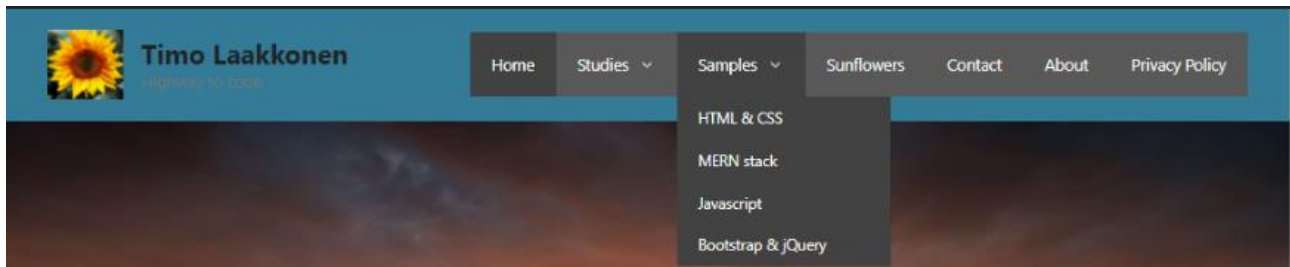 Timo Laakkonen
Highway to code
Home Studies Samples Sunflowers Contact About Privacy Policy
HTML & CSS
MERN stack
Javascript
Bootstrap & jQuery